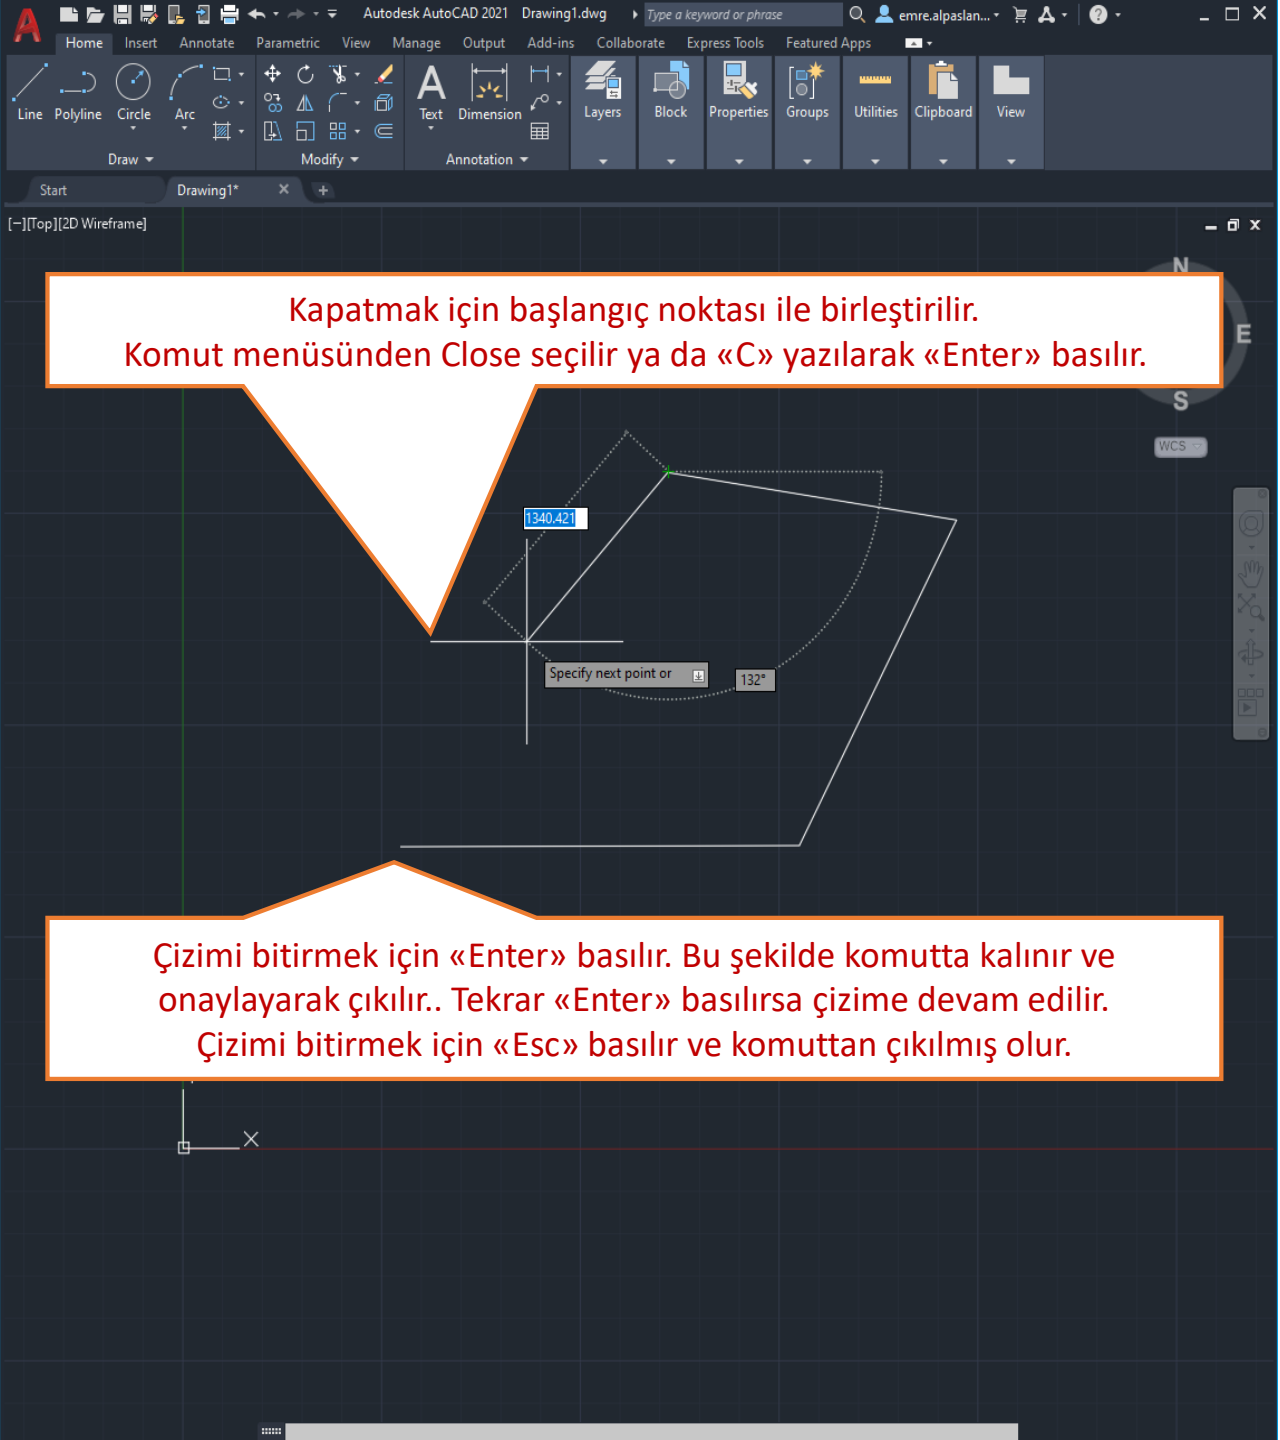 Autodesk AutoCAD 2021 Drawing1.dwg Type a keyword or phrase emre.alpaslan...
Home Insert Annotate Parametric View Manage Output Add-ins Collaborate Express Tools Featured Apps
Line Polyline Circle Arc Text Dimension Layers Block Properties Groups Utilities Clipboard View
Draw Modify Annotation
Start Drawing1*
[−][Top][2D Wireframe]
N
Kapatmak için başlangıç noktası ile birleştirilir.
Komut menüsünden Close seçilir ya da «C» yazılarak «Enter» basılır.
E
S
WCS
1340.421
Specify next point or
132°
Çizimi bitirmek için «Enter» basılır. Bu şekilde komutta kalınır ve
onaylayarak çıkılır.. Tekrar «Enter» basılırsa çizime devam edilir.
Çizimi bitirmek için «Esc» basılır ve komuttan çıkılmış olur.
X